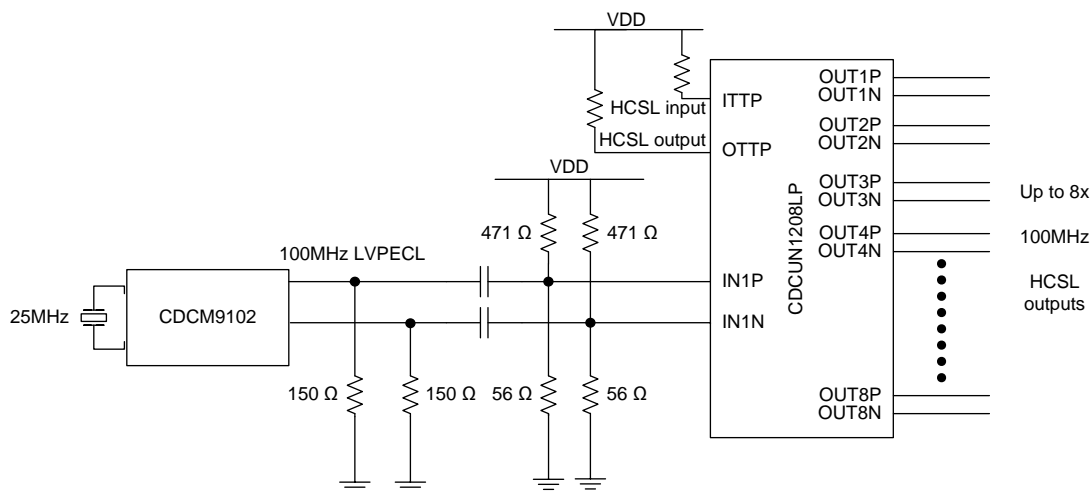 VDD
ITTP
HCSL input
HCSL output
OTTP
VDD
471 Ω
471 Ω
100MHz LVPECL
25MHz
CDCM9102
150 Ω
150 Ω
56 Ω
56 Ω
IN1P
IN1N
CDCUN1208LP
OUT1P
OUT1N
OUT2P
OUT2N
OUT3P
OUT3N
OUT4P
OUT4N
OUT8P
OUT8N
Up to 8x
100MHz
HCSL
outputs